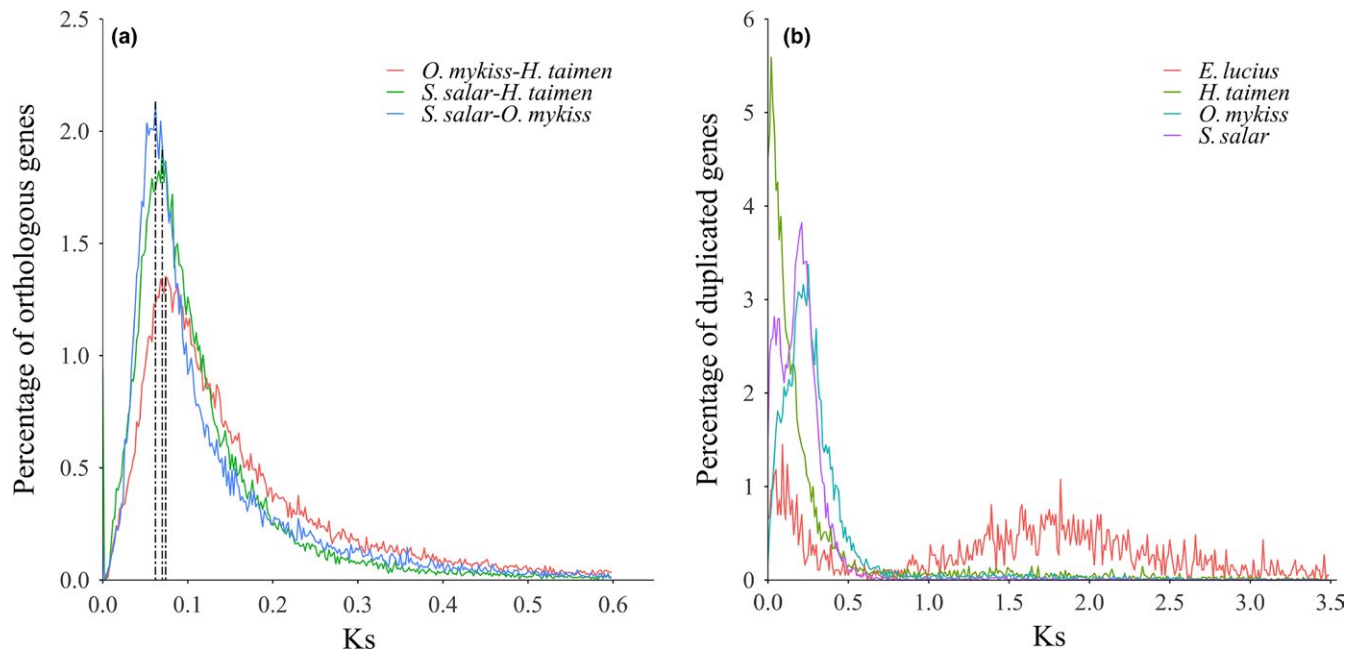 (a)
O. mykiss-H. taimen
S. salar-H. taimen
S. salar-O. mykiss
Percentage of orthologous genes
2.5
2.0
1.5
1.0
0.5
0.0
0.0 0.1 0.2 0.3 0.4 0.5 0.6
Ks
(b)
E. lucius
H. taimen
O. mykiss
S. salar
Percentage of duplicated genes
6
5
4
3
2
1
0
0.0 0.5 1.0 1.5 2.0 2.5 3.0 3.5
Ks